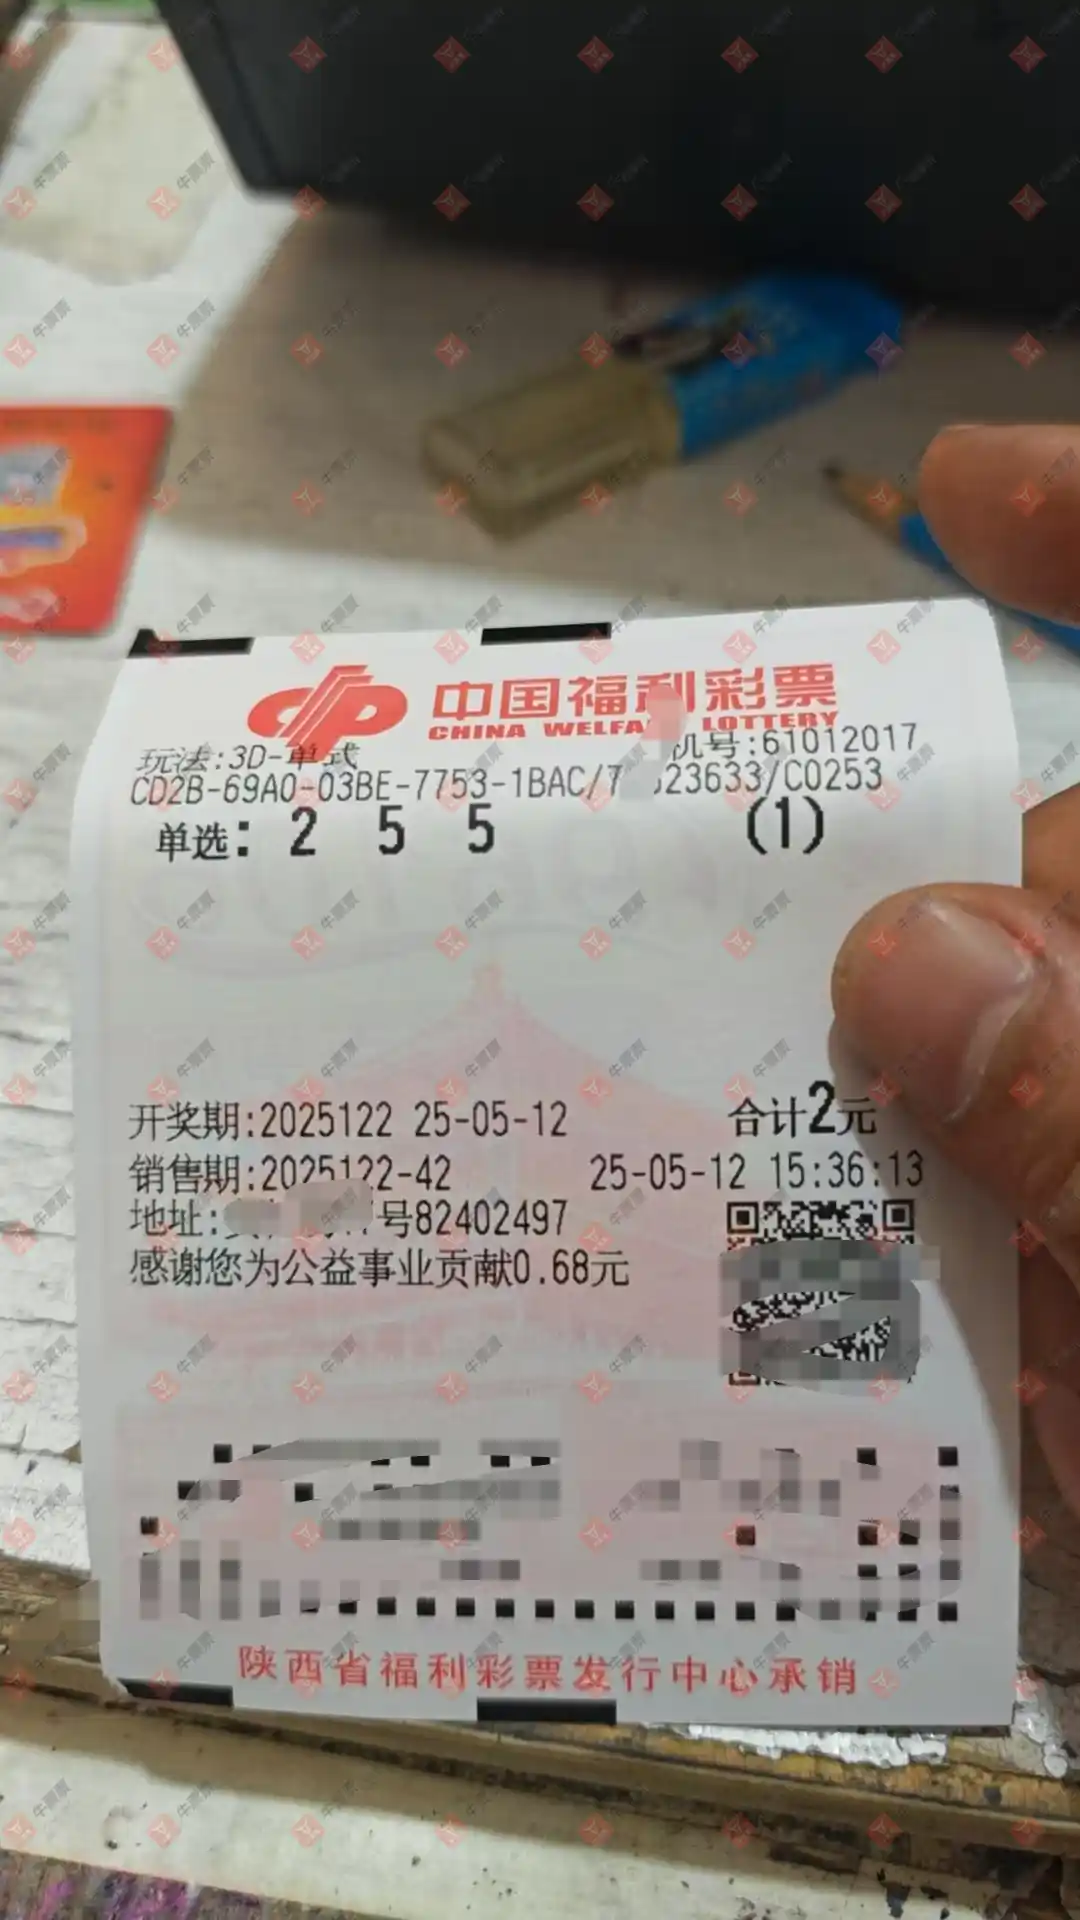 中国福利彩票
CHINA WELFA LOTTERY
玩法:3D-单式 机号:61012017
CD2B-69A0-03BE-7753-1BAC/7 23633/C0253
单选: 2 5 5 (1)
开奖期:2025122 25-05-12 合计2元
销售期:2025122-42 25-05-12 15:36:13
地址: 号82402497
感谢您为公益事业贡献0.68元
陕西省福利彩票发行中心承销
牛票票